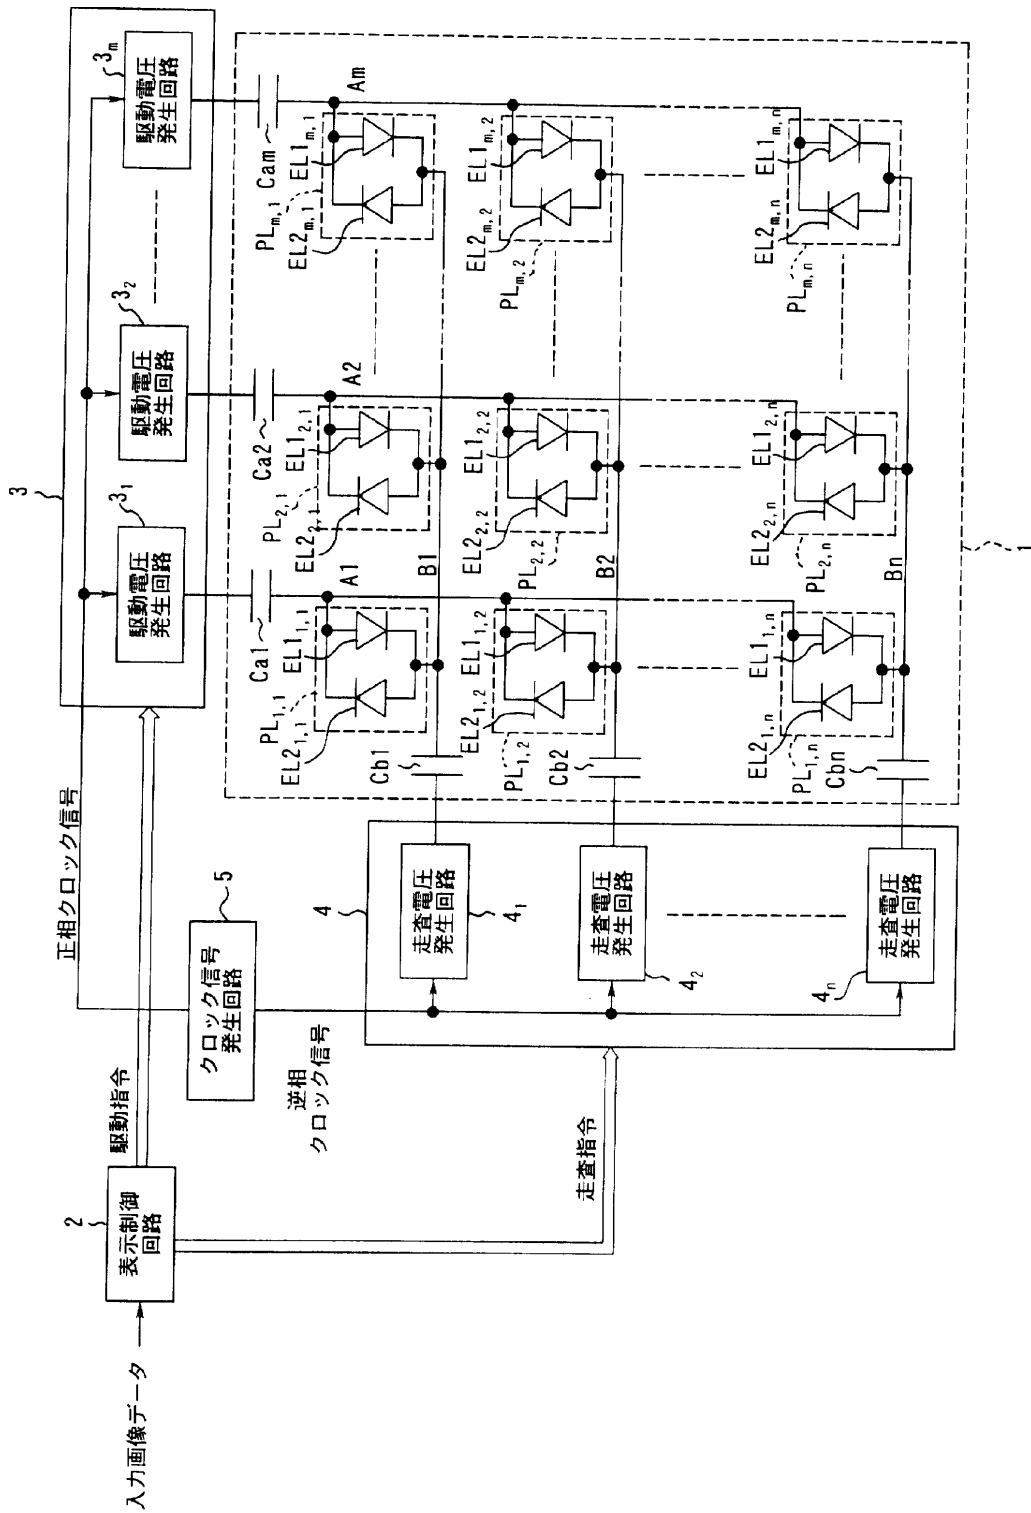 入力画像データ
2
表示制御
回路
駆動指令
走査指令
正相クロック信号
5
クロック信号
発生回路
逆相
クロック信号
3
3₁
駆動電圧
発生回路
3₂
駆動電圧
発生回路
3ₘ
駆動電圧
発生回路
4
4₁
走査電圧
発生回路
4₂
走査電圧
発生回路
4ₙ
走査電圧
発生回路
1
Ca1
Ca2
Cam
A1
A2
Am
Cb1
Cb2
Cbn
B1
B2
Bn
PL1,1
EL11,1
EL21,1
PL2,1
EL12,1
EL22,1
PLm,1
EL1m,1
EL2m,1
PL1,2
EL11,2
EL21,2
PL2,2
EL12,2
EL22,2
PLm,2
EL1m,2
EL2m,2
PL1,n
EL11,n
EL21,n
PL2,n
EL12,n
EL22,n
PLm,n
EL1m,n
EL2m,n